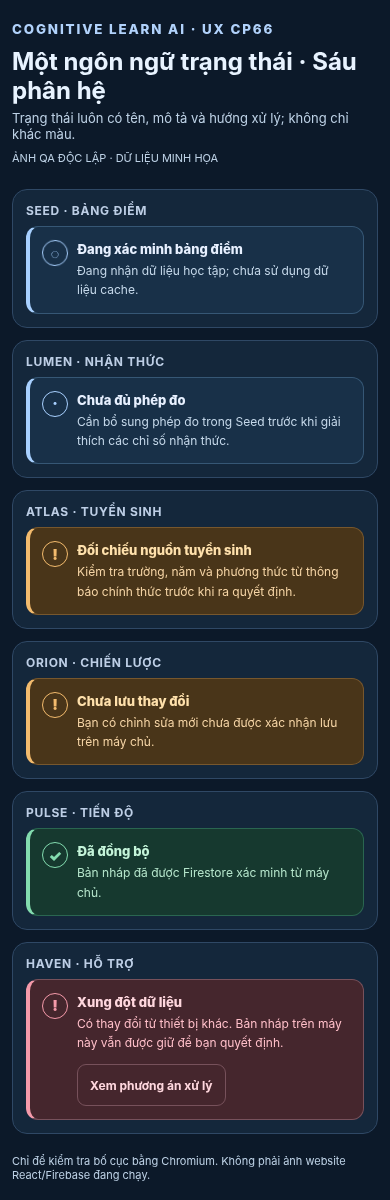 COGNITIVE LEARN AI · UX CP66
Một ngôn ngữ trạng thái · Sáu
phân hệ
Trạng thái luôn có tên, mô tả và hướng xử lý; không chỉ
khác màu.
ẢNH QA ĐỘC LẬP · DỮ LIỆU MINH HỌA
SEED · BẢNG ĐIỂM
Đang xác minh bảng điểm
Đang nhận dữ liệu học tập; chưa sử dụng dữ
liệu cache.
LUMEN · NHẬN THỨC
Chưa đủ phép đo
Cần bổ sung phép đo trong Seed trước khi giải
thích các chỉ số nhận thức.
ATLAS · TUYỂN SINH
Đối chiếu nguồn tuyển sinh
Kiểm tra trường, năm và phương thức từ thông
báo chính thức trước khi ra quyết định.
ORION · CHIẾN LƯỢC
Chưa lưu thay đổi
Bạn có chỉnh sửa mới chưa được xác nhận lưu
trên máy chủ.
PULSE · TIẾN ĐỘ
Đã đồng bộ
Bản nháp đã được Firestore xác minh từ máy
chủ.
HAVEN · HỖ TRỢ
Xung đột dữ liệu
Có thay đổi từ thiết bị khác. Bản nháp trên máy
này vẫn được giữ để bạn quyết định.
Xem phương án xử lý
Chỉ để kiểm tra bố cục bằng Chromium. Không phải ảnh website
React/Firebase đang chạy.